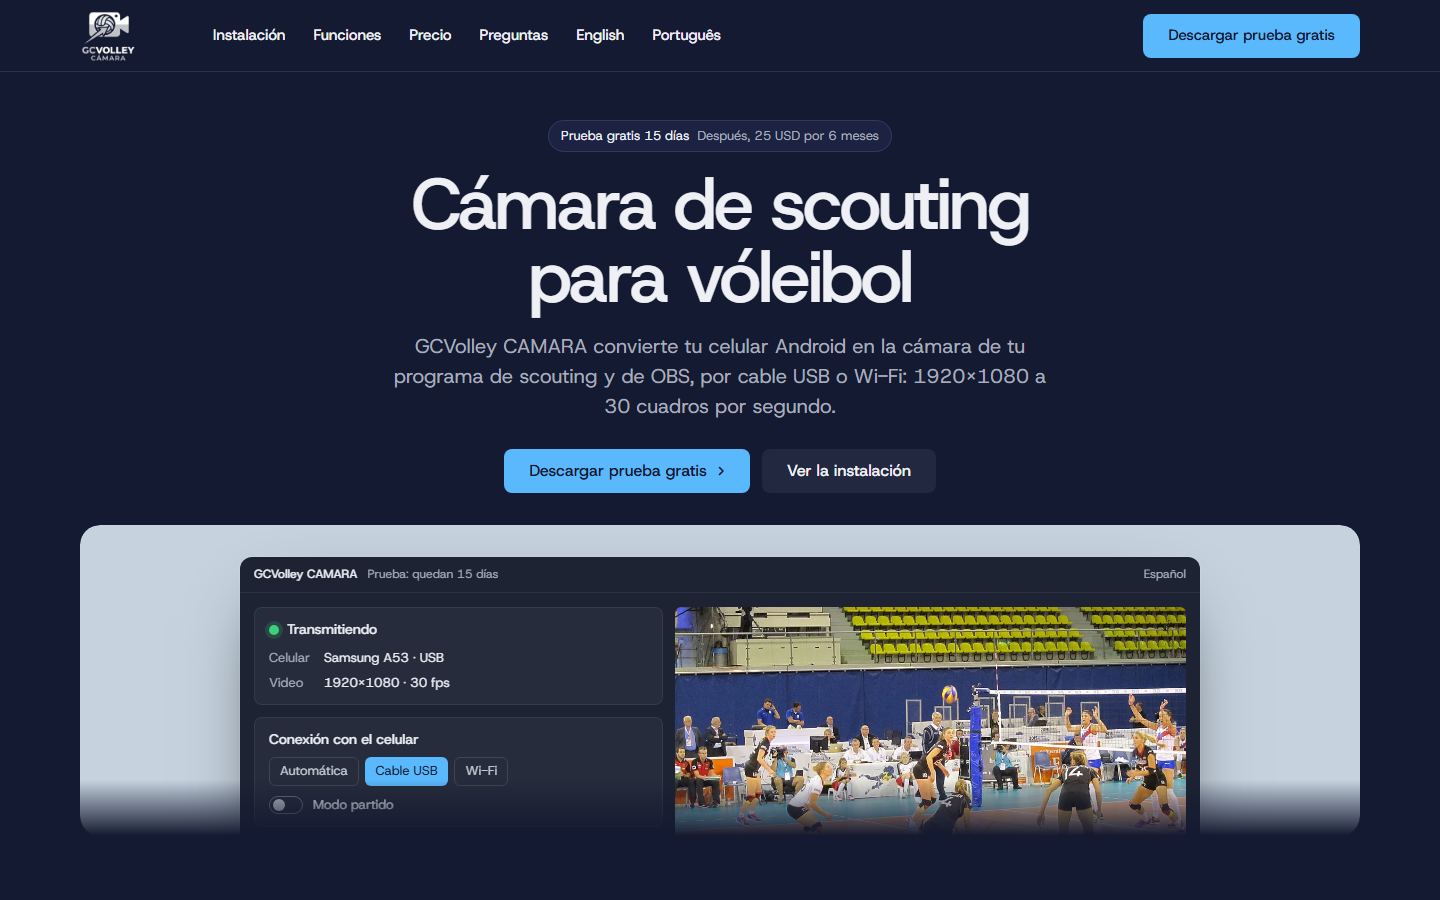 GCVOLLEY
CÁMARA
Instalación
Funciones
Precio
Preguntas
English
Português
Descargar prueba gratis
Prueba gratis 15 días Después, 25 USD por 6 meses
Cámara de scouting
para vóleibol
GCVolley CAMARA convierte tu celular Android en la cámara de tu
programa de scouting y de OBS, por cable USB o Wi-Fi: 1920×1080 a
30 cuadros por segundo.
Descargar prueba gratis ›
Ver la instalación
GCVolley CAMARA Prueba: quedan 15 días
Español
Transmitiendo
Celular Samsung A53 · USB
Video 1920×1080 · 30 fps
Conexión con el celular
Automática
Cable USB
Wi-Fi
Modo partido
14